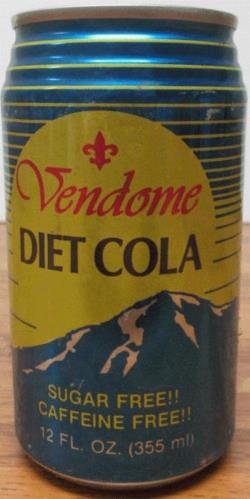 Vendome
DIET COLA
SUGAR FREE!!
CAFFEINE FREE!!
12 FL. OZ. (355 ml)